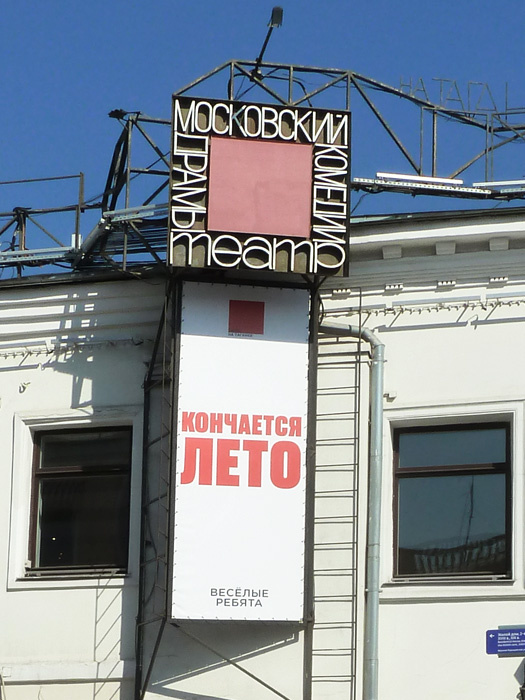 МОСКОВСКИЙ
КОМЕДИИ
ДРАМЫ
театр
КОНЧАЕТСЯ
ЛЕТО
ВЕСЁЛЫЕ
РЕБЯТА